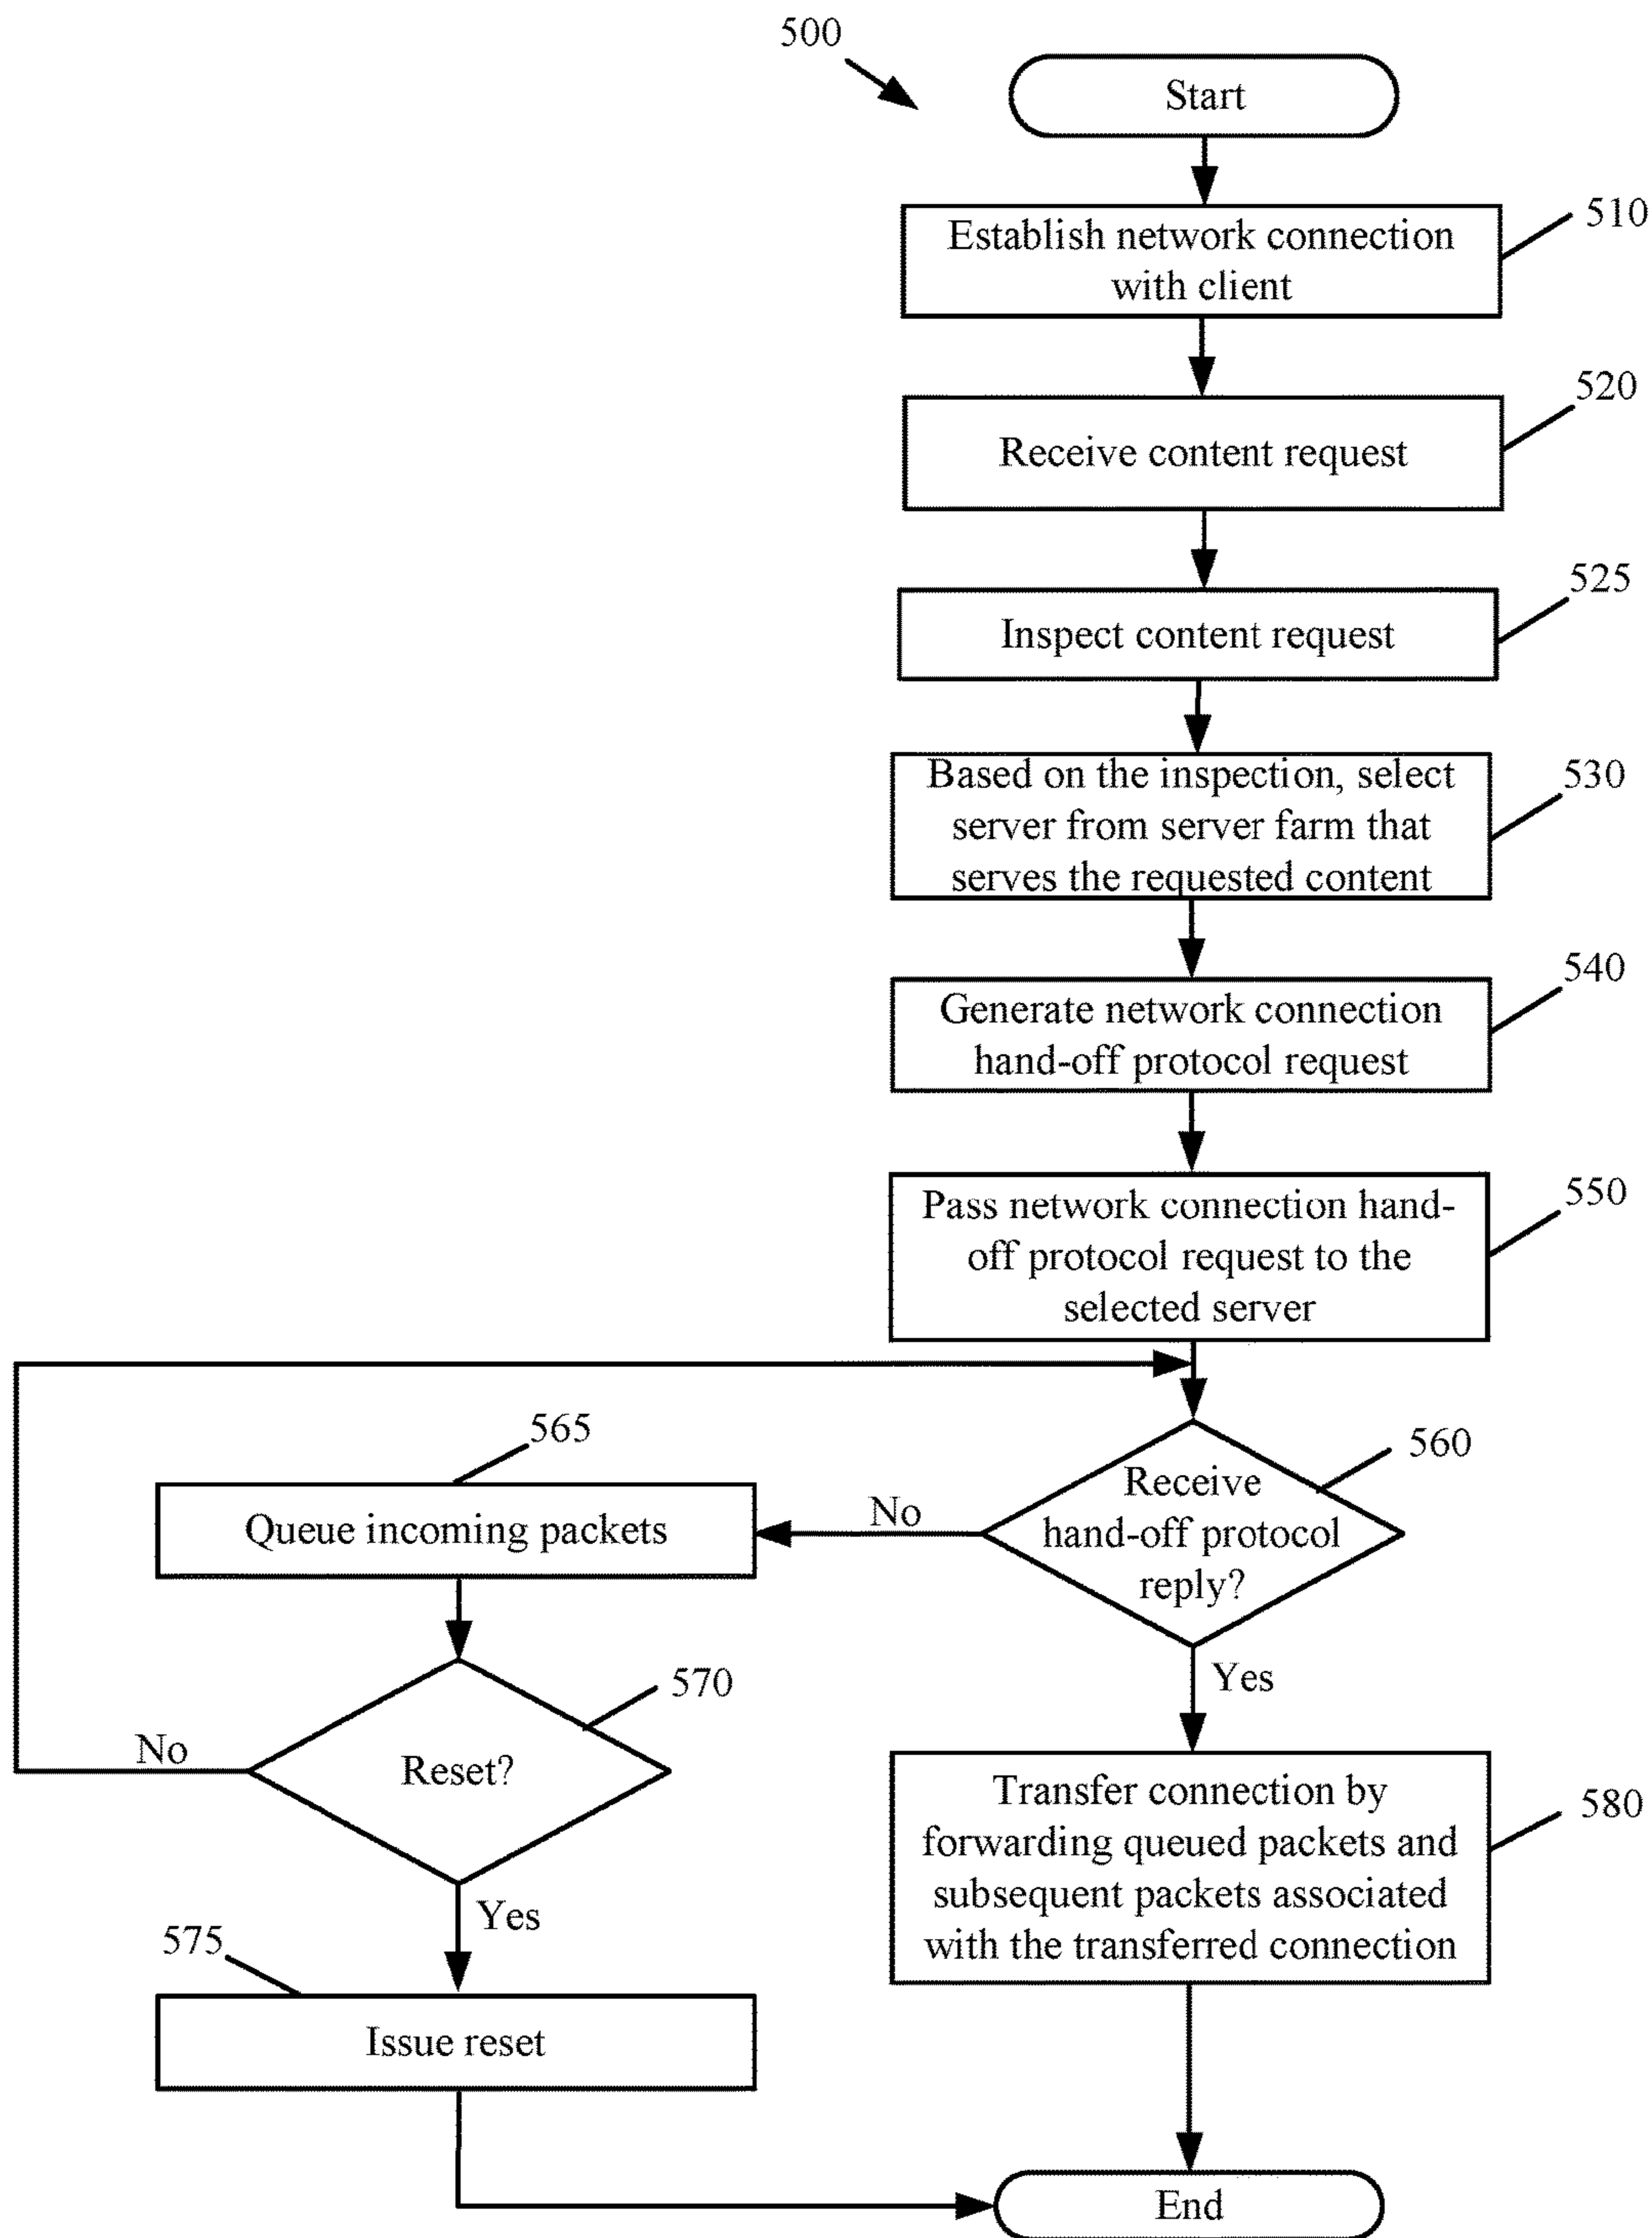 500
Start
Establish network connection
with client
510
Receive content request
520
Inspect content request
525
Based on the inspection, select
server from server farm that
serves the requested content
530
Generate network connection
hand-off protocol request
540
Pass network connection hand-
off protocol request to the
selected server
550
Receive
hand-off protocol
reply?
560
No
565
Queue incoming packets
Yes
570
Reset?
No
Yes
575
Issue reset
Transfer connection by
forwarding queued packets and
subsequent packets associated
with the transferred connection
580
End